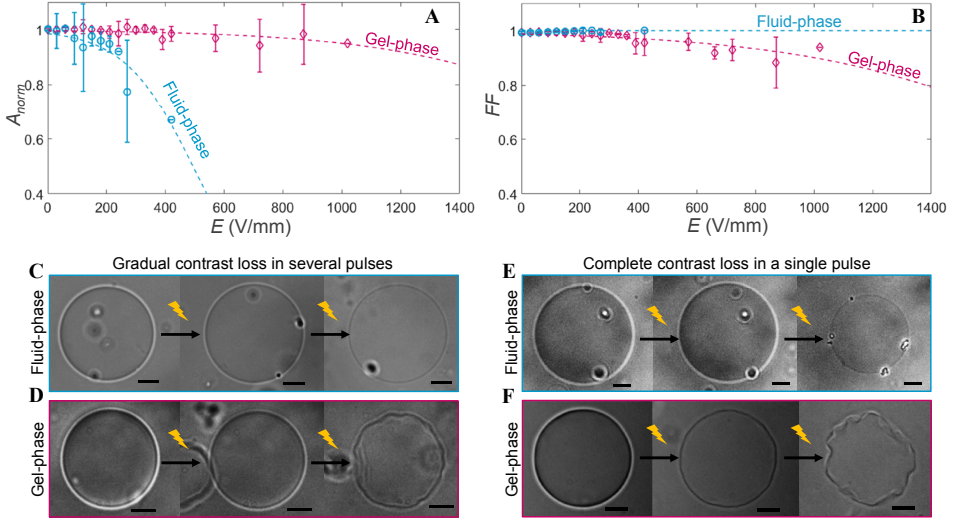 A
B
1
0.8
0.6
0.4
A_norm
0 200 400 600 800 1000 1200 1400
E (V/mm)
Gel-phase
Fluid-phase
1
0.8
0.6
0.4
FF
0 200 400 600 800 1000 1200 1400
E (V/mm)
Fluid-phase
Gel-phase
C
Gradual contrast loss in several pulses
Fluid-phase
D
Gel-phase
E
Complete contrast loss in a single pulse
Fluid-phase
F
Gel-phase